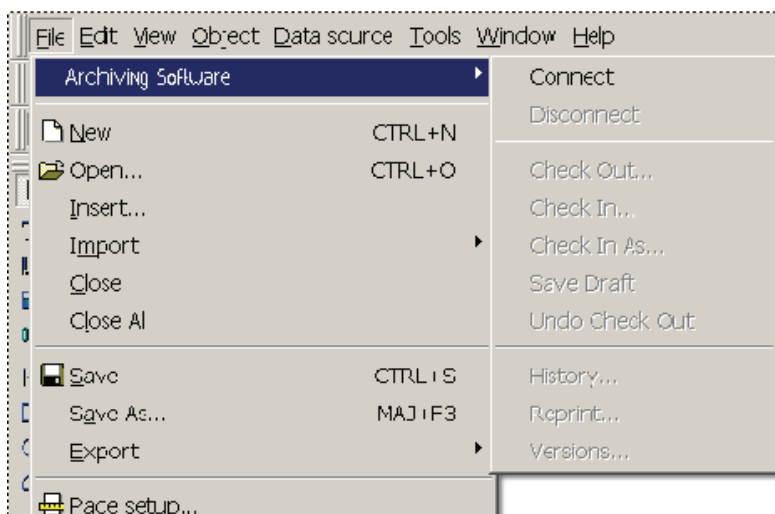 File Edit View Object Data source Tools Window Help
Archiving Software
New CTRL+N
Open... CTRL+O
Insert...
Import
Close
Close All
Save CTRL+S
Save As... MAJ+F3
Export
Page setup...
Connect
Disconnect
Check Out...
Check In...
Check In As...
Save Draft
Undo Check Out
History...
Reprint...
Versions...